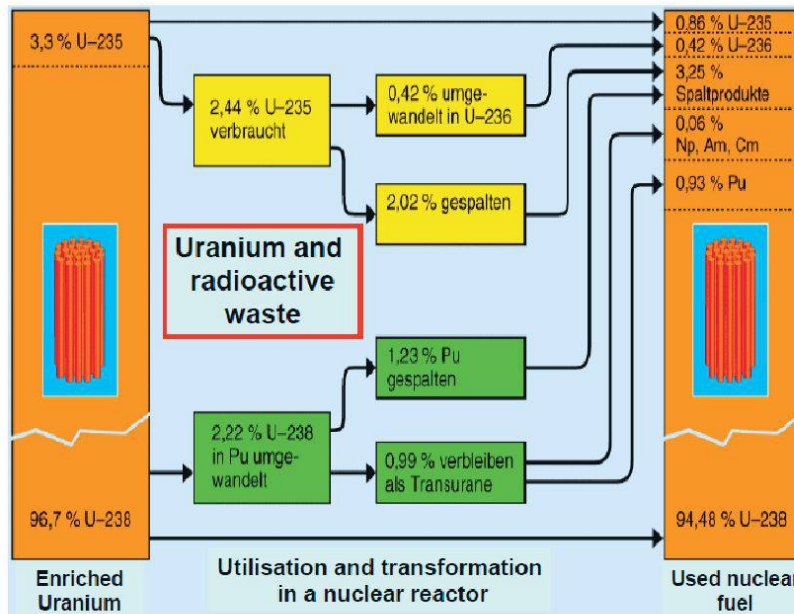 3,3 % U–235
96,7 % U–238
Enriched
Uranium
2,44 % U–235
verbraucht
0,42 % umge-
wandelt in U–236
2,02 % gespalten
Uranium and
radioactive
waste
1,23 % Pu
gespalten
2,22 % U–238
in Pu umge-
wandelt
0,99 % verbleiben
als Transurane
Utilisation and transformation
in a nuclear reactor
0,86 % U–235
0,42 % U–236
3,25 %
Spaltprodukte
0,06 %
Np, Am, Cm
0,93 % Pu
94,48 % U–238
Used nuclear
fuel